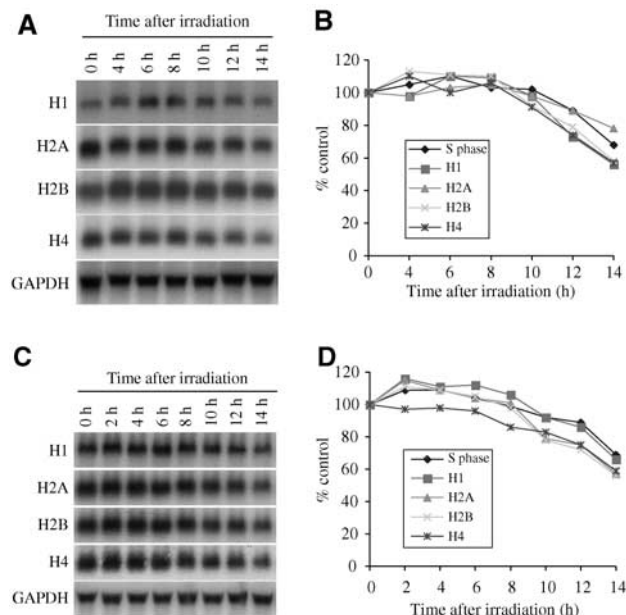 A
Time after irradiation
0 h 4 h 6 h 8 h 10 h 12 h 14 h
H1
H2A
H2B
H4
GAPDH
B
120
100
80
60
40
20
0
% control
S phase
H1
H2A
H2B
H4
0 4 6 8 10 12 14
Time after irradiation (h)
C
Time after irradiation
0 h 2 h 4 h 6 h 8 h 10 h 12 h 14 h
H1
H2A
H2B
H4
GAPDH
D
120
100
80
60
40
20
0
% control
S phase
H1
H2A
H2B
H4
0 2 4 6 8 10 12 14
Time after irradiation (h)